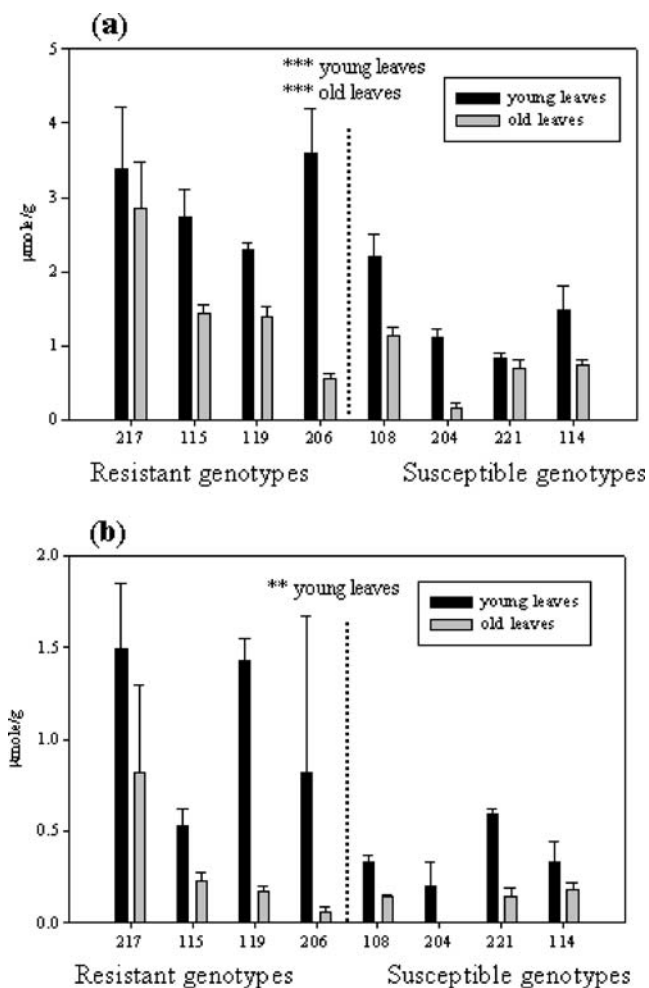 (a)
5
*** young leaves
*** old leaves
young leaves
old leaves
4
3
µmole/g
2
1
0
217 115 119 206 108 204 221 114
Resistant genotypes Susceptible genotypes
(b)
2.0
** young leaves
young leaves
old leaves
1.5
µmole/g
1.0
0.5
0.0
217 115 119 206 108 204 221 114
Resistant genotypes Susceptible genotypes